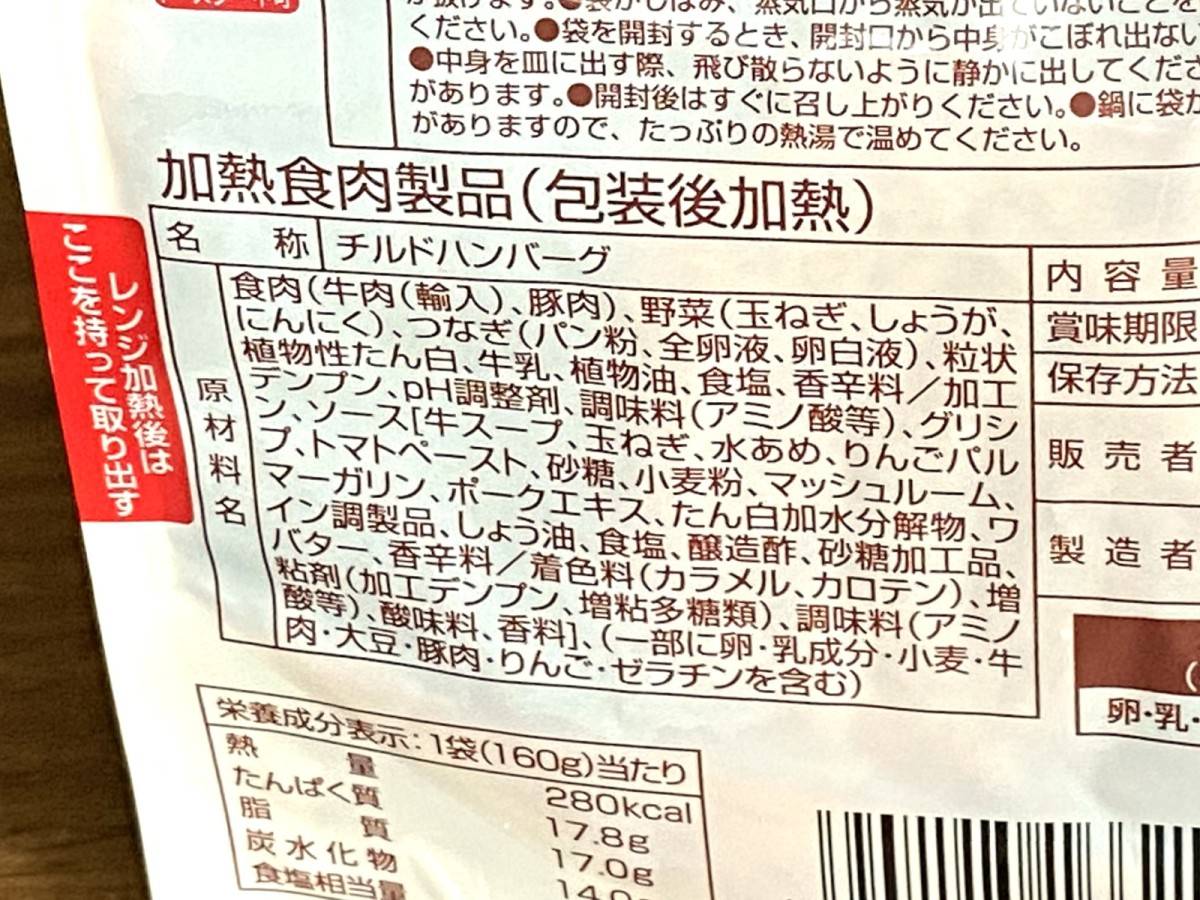 ください。●袋を開封するとき、開封口から中身がこぼれ出ない
●中身を皿に出す際、飛び散らないように静かに出してくださ
があります。●開封後はすぐに召し上がりください。●鍋に袋が
がありますので、たっぷりの熱湯で温めてください。
加熱食肉製品(包装後加熱)
名称 チルドハンバーグ
原材料名
食肉(牛肉(輸入)、豚肉)、野菜(玉ねぎ、しょうが、
にんにく)、つなぎ(パン粉、全卵液、卵白液)、粒状
植物性たん白、牛乳、植物油、食塩、香辛料/加工
デンプン、pH調整剤、調味料(アミノ酸等)、グリシ
ン、ソース[牛スープ、玉ねぎ、水あめ、りんごパル
プ、トマトペースト、砂糖、小麦粉、マッシュルーム、
マーガリン、ポークエキス、たん白加水分解物、ワ
イン調製品、しょう油、食塩、醸造酢、砂糖加工品、
バター、香辛料/着色料(カラメル、カロテン)、増
粘剤(加工デンプン、増粘多糖類)、調味料(アミノ
酸等)、酸味料、香料]、(一部に卵・乳成分・小麦・牛
肉・大豆・豚肉・りんご・ゼラチンを含む)
内容量
賞味期限
保存方法
販売者
製造者
卵・乳・
レンジ加熱後は
ここを持って取り出す
栄養成分表示:1袋(160g)当たり
熱量 280kcal
たんぱく質 17.8g
脂質 17.0g
炭水化物 14.0g
食塩相当量